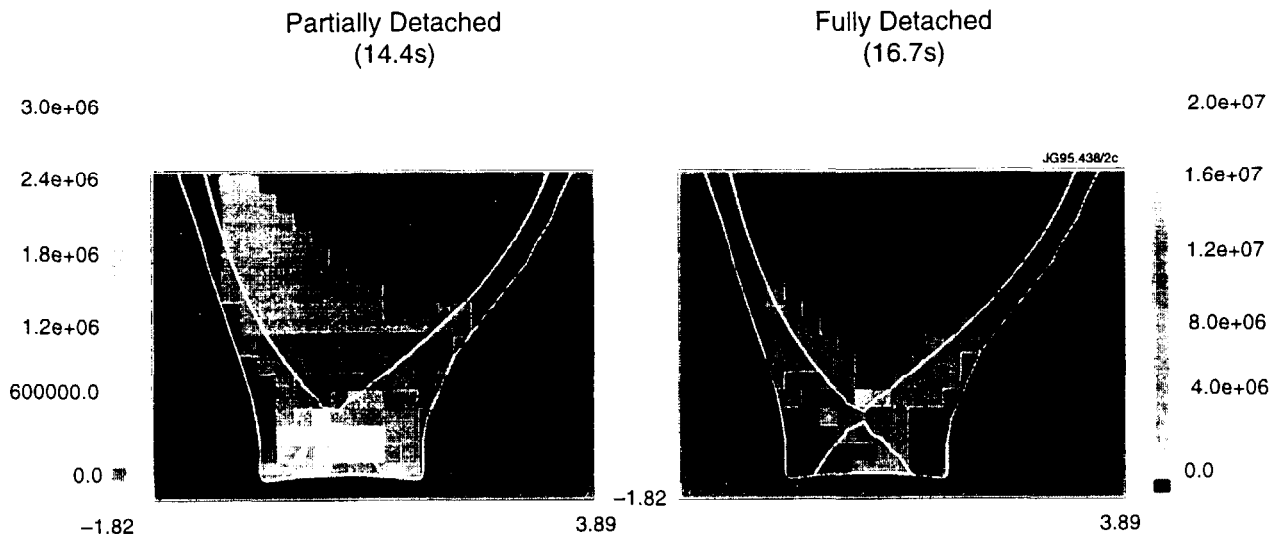 Partially Detached
(14.4s)
Fully Detached
(16.7s)
3.0e+06
2.4e+06
1.8e+06
1.2e+06
600000.0
0.0
−1.82
3.89
JG95.438/2c
2.0e+07
1.6e+07
1.2e+07
8.0e+06
4.0e+06
0.0
−1.82
3.89